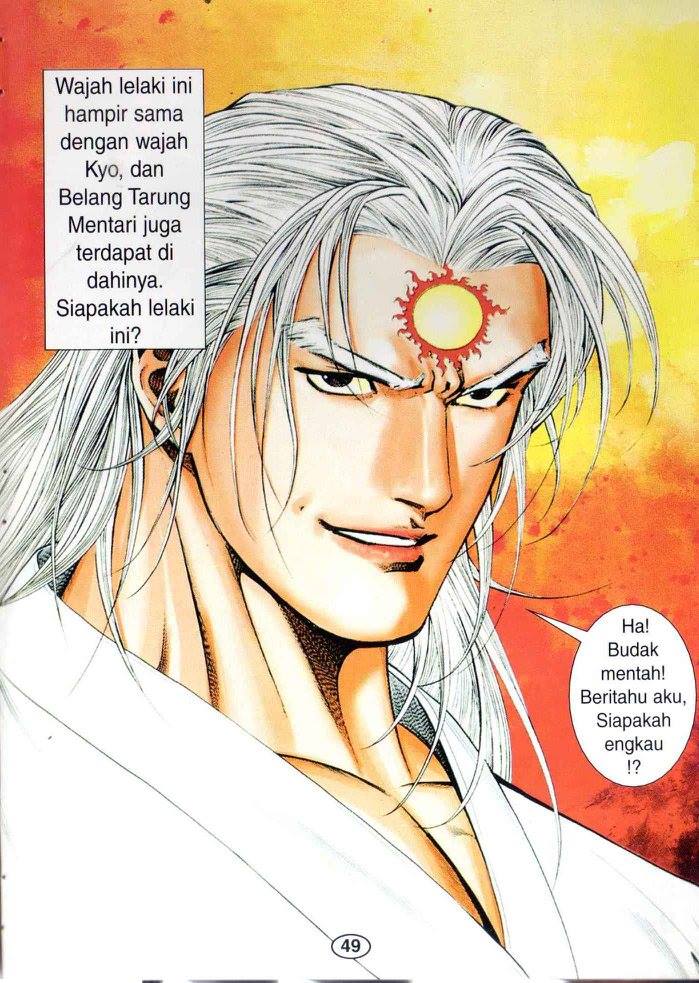 Wajah lelaki ini
hampir sama
dengan wajah
Kyo, dan
Belang Tarung
Mentari juga
terdapat di
dahinya.
Siapakah lelaki
ini?
Ha!
Budak
mentah!
Beritahu aku,
Siapakah
engkau
!?
49